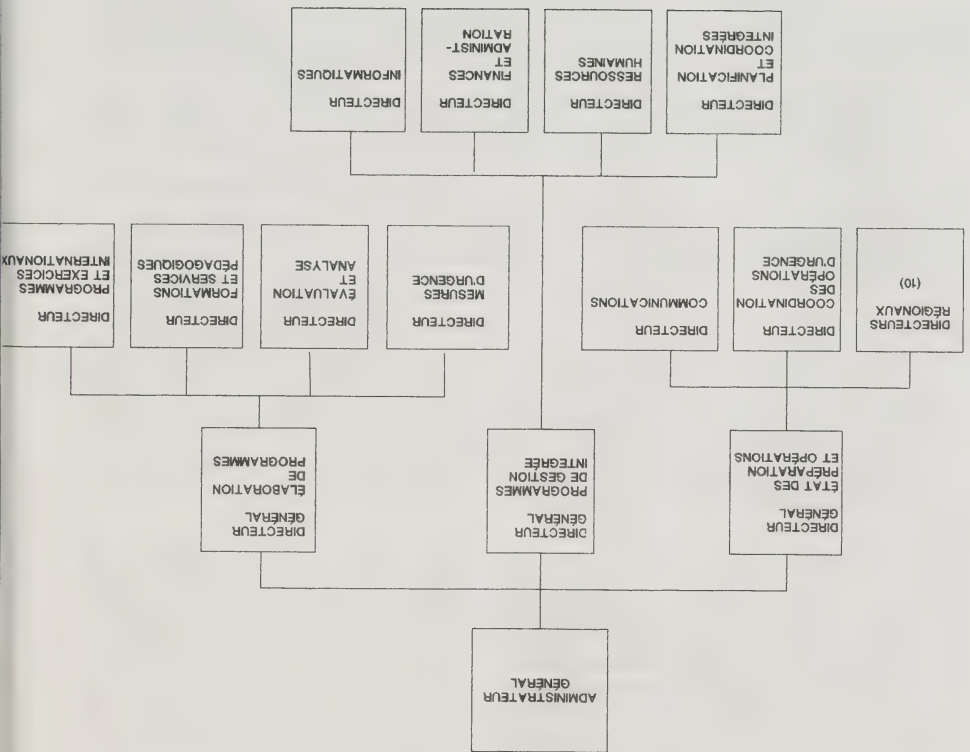 ADMINISTRATEUR
GÉNÉRAL
DIRECTEUR
GÉNÉRAL
ÉTAT DES
PRÉPARATION
ET OPÉRATIONS
DIRECTEUR
GÉNÉRAL
PROGRAMMES
DE GESTION
INTEGRÉE
DIRECTEUR
GÉNÉRAL
ÉLABORATION
DE
PROGRAMMES
DIRECTEURS
RÉGIONAUX
(10)
DIRECTEUR
COORDINATION
DES
OPÉRATIONS
D'URGENCE
DIRECTEUR
COMMUNICATIONS
DIRECTEUR
MESURES
D'URGENCE
DIRECTEUR
ÉVALUATION
ET
ANALYSE
DIRECTEUR
FORMATIONS
ET SERVICES
PÉDAGOGIQUES
DIRECTEUR
PROGRAMMES
ET EXERCICES
INTERNATIONAUX
DIRECTEUR
PLANIFICATION
ET
COORDINATION
INTEGRÉES
DIRECTEUR
RESSOURCES
HUMAINES
DIRECTEUR
FINANCES
ET
ADMINIST-
RATION
DIRECTEUR
INFORMATIQUES